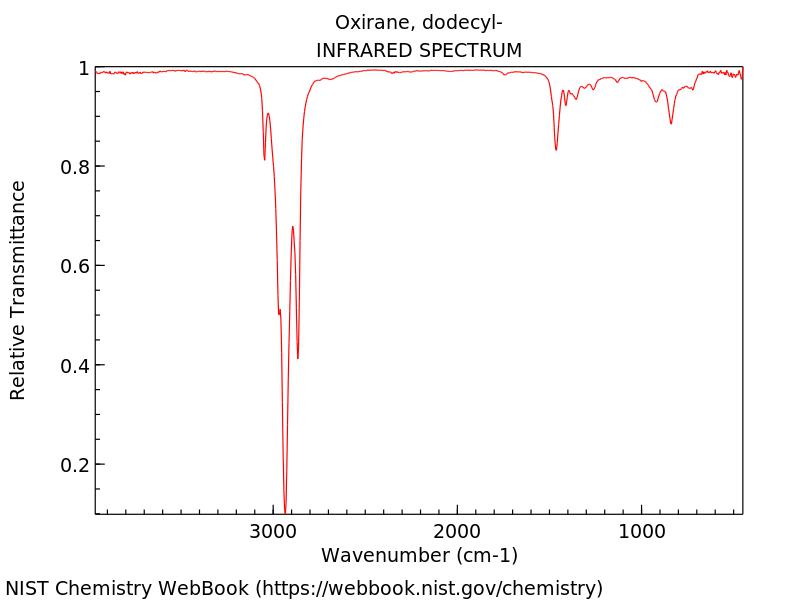 Oxirane, dodecyl-
INFRARED SPECTRUM
1
0.8
0.6
0.4
0.2
Relative Transmittance
3000 2000 1000
Wavenumber (cm-1)
NIST Chemistry WebBook (https://webbook.nist.gov/chemistry)